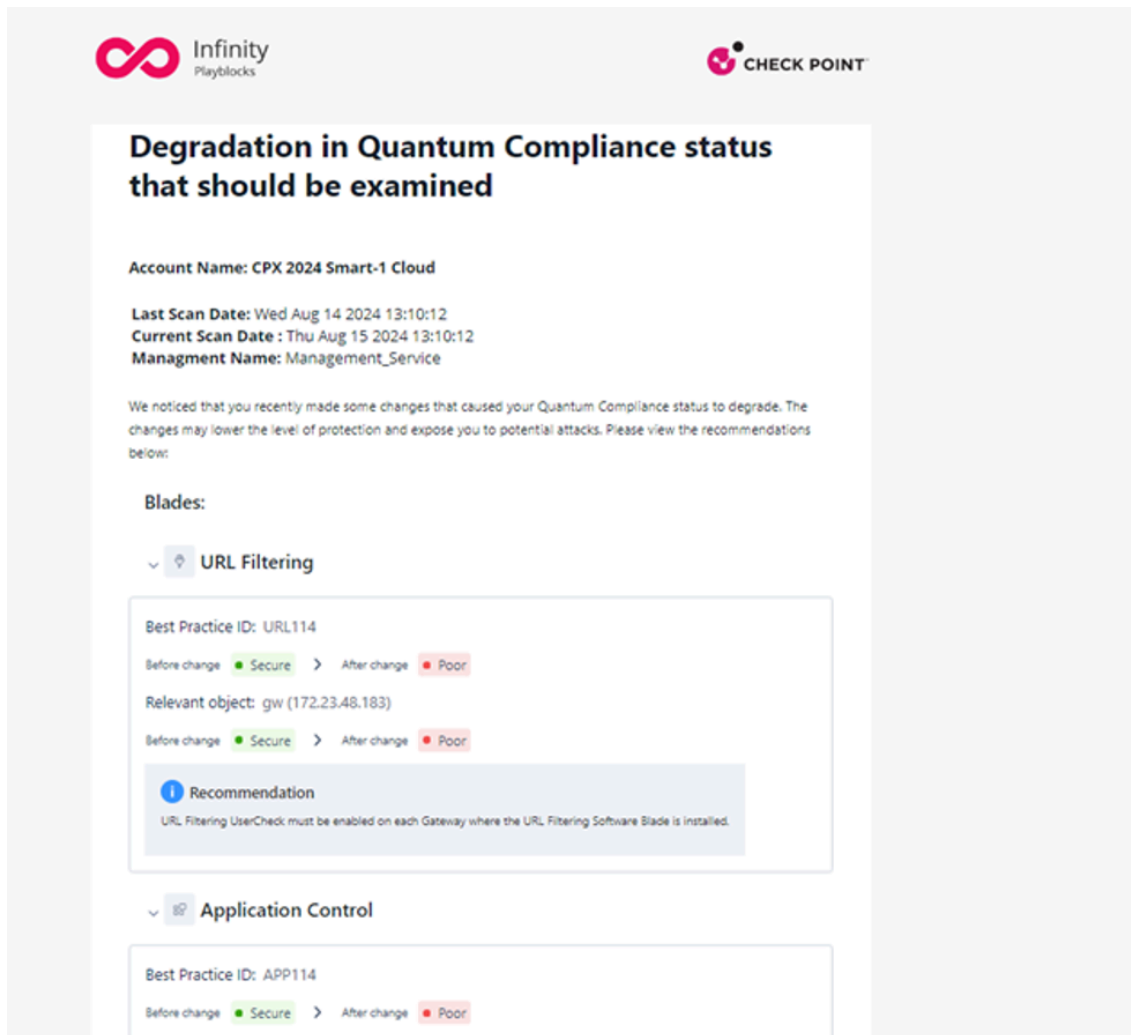 Infinity
Playblocks
CHECK POINT
Degradation in Quantum Compliance status
that should be examined
Account Name: CPX 2024 Smart-1 Cloud
Last Scan Date: Wed Aug 14 2024 13:10:12
Current Scan Date : Thu Aug 15 2024 13:10:12
Managment Name: Management_Service
We noticed that you recently made some changes that caused your Quantum Compliance status to degrade. The
changes may lower the level of protection and expose you to potential attacks. Please view the recommendations
below:
Blades:
URL Filtering
Best Practice ID: URL114
Before change Secure > After change Poor
Relevant object: gw (172.23.48.183)
Before change Secure > After change Poor
Recommendation
URL Filtering UserCheck must be enabled on each Gateway where the URL Filtering Software Blade is installed.
Application Control
Best Practice ID: APP114
Before change Secure > After change Poor